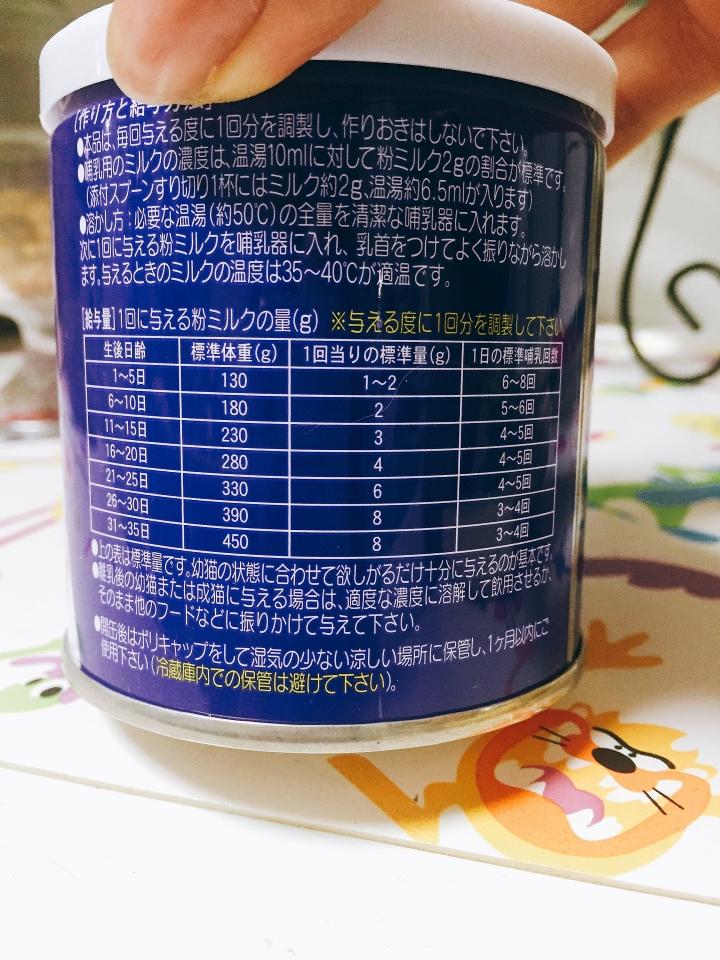 作り方と給与方法
●本品は、毎回与える度に1回分を調製し、作りおきはしないで下さい。
●哺乳用のミルクの濃度は、温湯10mlに対して粉ミルク2gの割合が標準です。
(添付スプーンすり切り1杯にはミルク約2g、温湯約6.5mlが入ります)
●溶かし方:必要な温湯(約50℃)の全量を清潔な哺乳器に入れます。
次に1回に与える粉ミルクを哺乳器に入れ、乳首をつけてよく振りながら溶かし
ます。与えるときのミルクの温度は35〜40℃が適温です。
[給与量]1回に与える粉ミルクの量(g) ※与える度に1回分を調製して下さい
生後日齢 標準体重(g) 1回当りの標準量(g) 1日の標準哺乳回数
1〜5日 130 1〜2 6〜8回
6〜10日 180 2 5〜6回
11〜15日 230 3 4〜5回
16〜20日 280 4 4〜5回
21〜25日 330 6 4〜5回
26〜30日 390 8 3〜4回
31〜35日 450 8 3〜4回
●上の表は標準量です。幼猫の状態に合わせて欲しがるだけ十分に与えるのが基本です。
●離乳後の幼猫または成猫に与える場合は、適度な濃度に溶解して飲用させるか、
そのまま他のフードなどに振りかけて与えて下さい。
●開缶後はポリキャップをして湿気の少ない涼しい場所に保管し、1ヶ月以内にご
使用下さい(冷蔵庫内での保管は避けて下さい)。